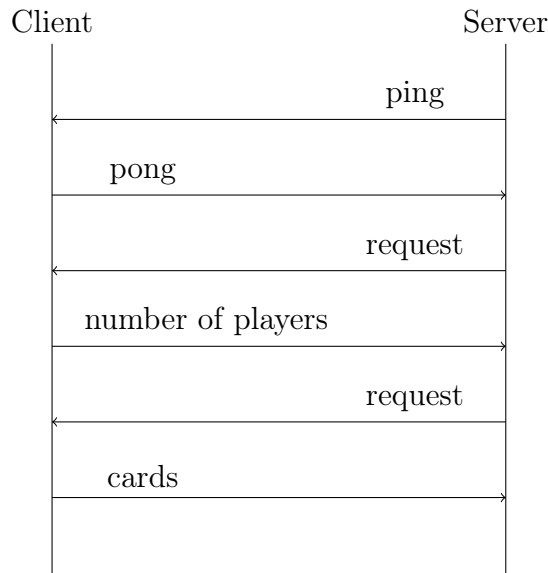 Client Server
ping
pong
request
number of players
request
cards